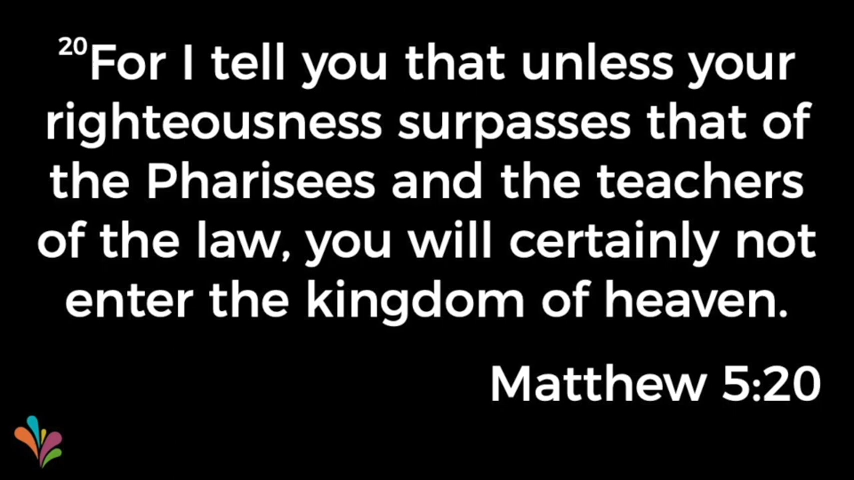 20For I tell you that unless your
righteousness surpasses that of
the Pharisees and the teachers
of the law, you will certainly not
enter the kingdom of heaven.
Matthew 5:20